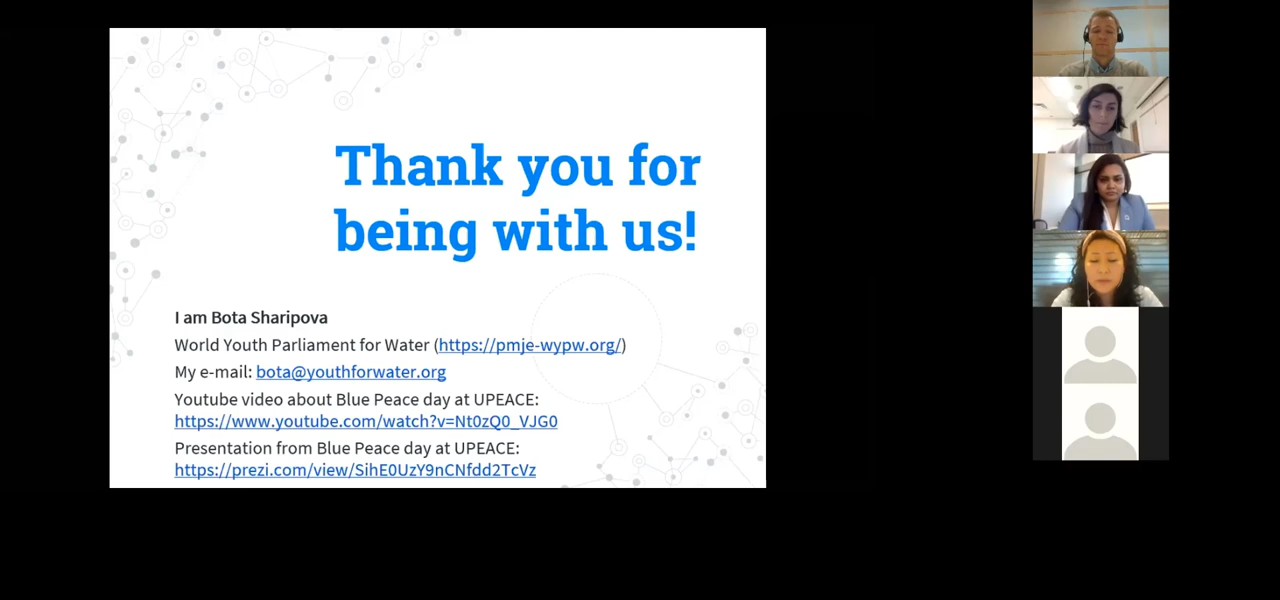 Thank you for
being with us!
I am Bota Sharipova
World Youth Parliament for Water (https://pmje-wypw.org/)
My e-mail: bota@youthforwater.org
Youtube video about Blue Peace day at UPEACE:
https://www.youtube.com/watch?v=Nt0zQ0_VJG0
Presentation from Blue Peace day at UPEACE:
https://prezi.com/view/SihE0UzY9nCNfdd2TcVz